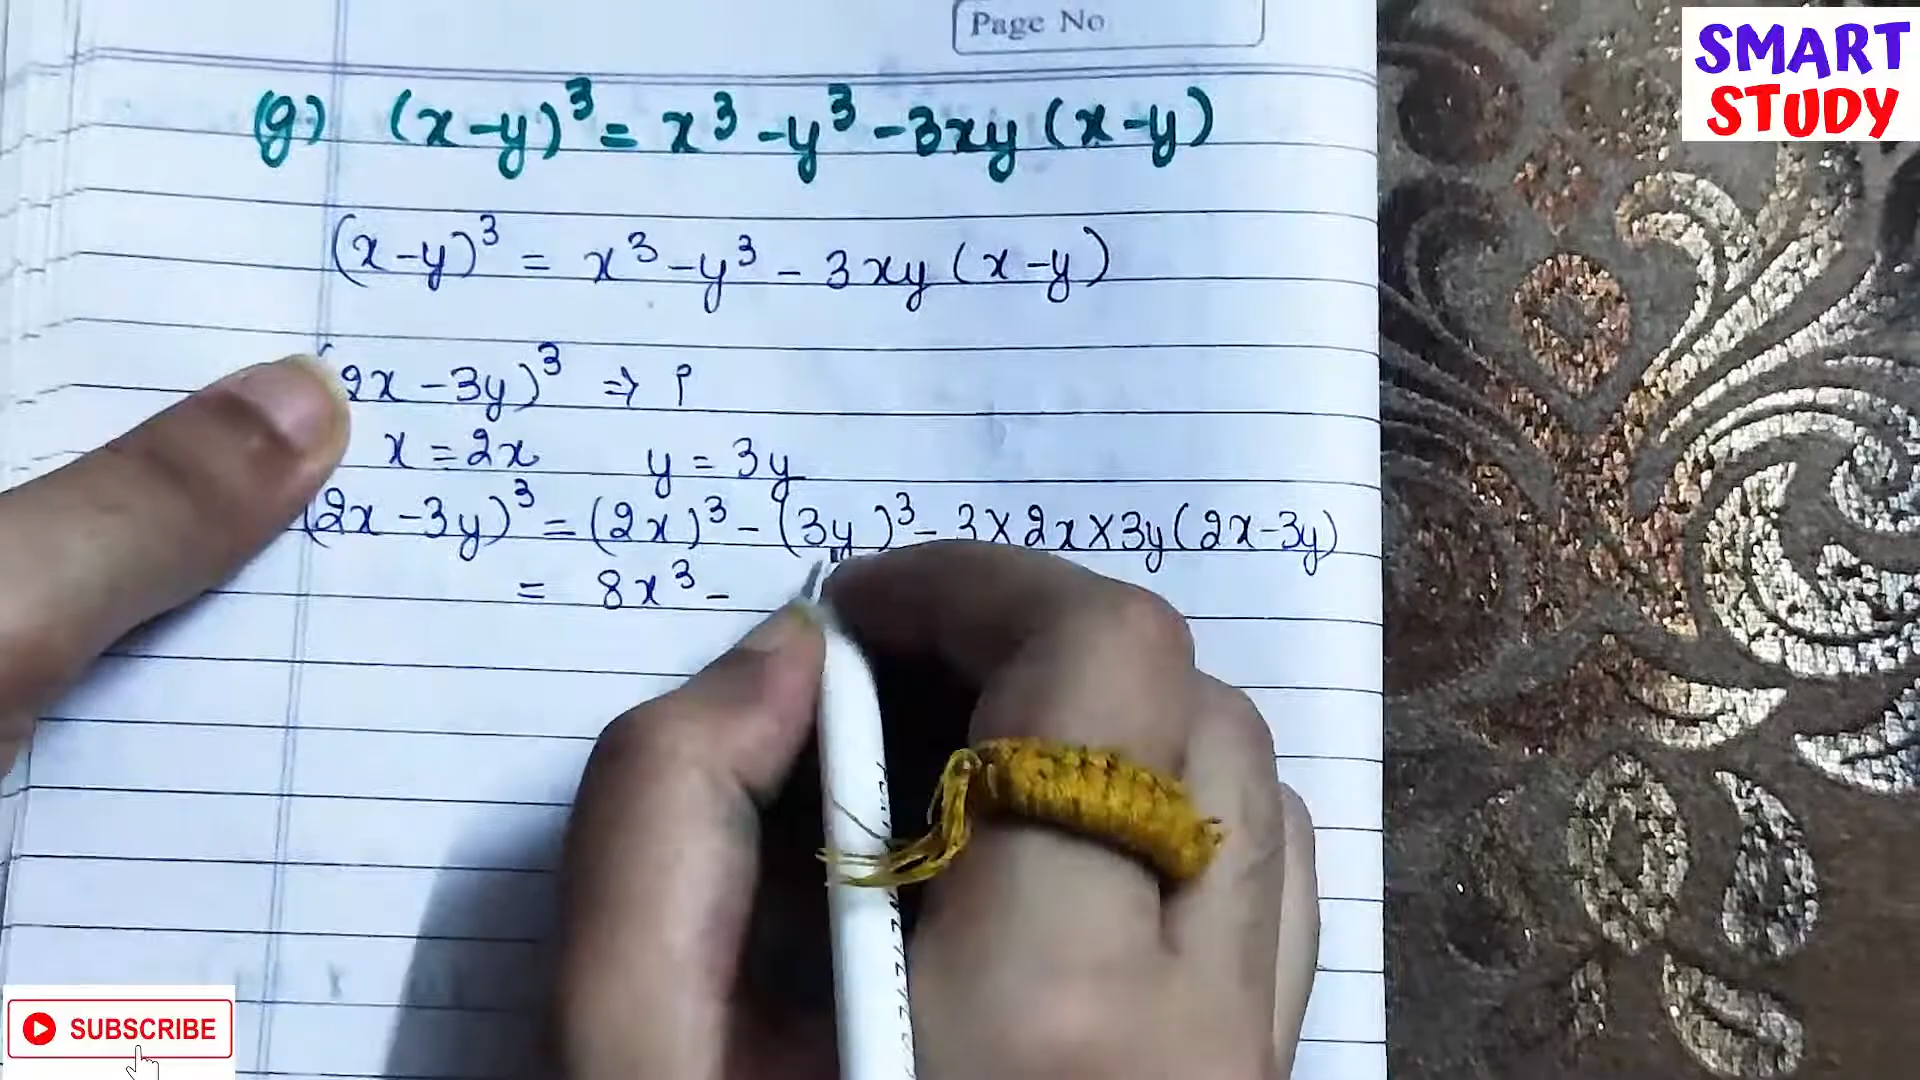 Page No
SMART
STUDY
(g) (x-y)³ = x³ - y³ - 3xy (x-y)
(x-y)³ = x³ - y³ - 3xy (x-y)
2x - 3y)³ ⇒ ?
x = 2x y = 3y
(2x - 3y)³ = (2x)³ - (3y)³ - 3×2x×3y(2x-3y)
= 8x³ -
SUBSCRIBE